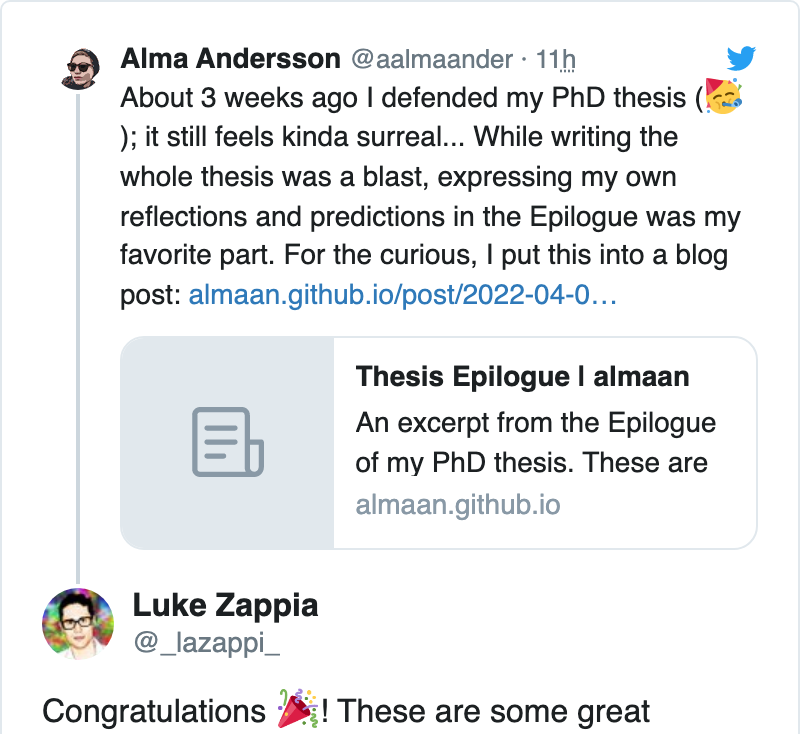 Alma Andersson @aalmaander · 11h
About 3 weeks ago I defended my PhD thesis (🥳
); it still feels kinda surreal... While writing the
whole thesis was a blast, expressing my own
reflections and predictions in the Epilogue was my
favorite part. For the curious, I put this into a blog
post: almaan.github.io/post/2022-04-0…
Thesis Epilogue | almaan
An excerpt from the Epilogue
of my PhD thesis. These are
almaan.github.io
Luke Zappia
@_lazappi_
Congratulations 🎉! These are some great